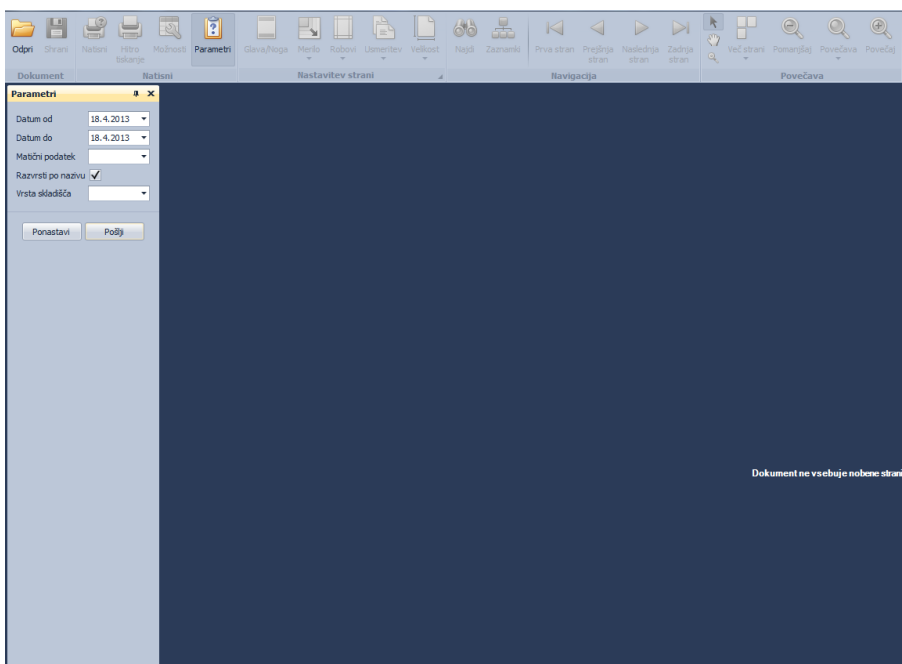 Odpri Shrani Natisni Hitro tiskanje Možnosti Parametri Glava/Noga Merilo Robovi Usmeritev Velikost Najdi Zaznamki Prva stran Prejšnja stran Naslednja stran Zadnja stran Več strani Pomanjšaj Povečava Povečaj
Dokument Natisni Nastavitev strani Navigacija Povečava
Parametri
Datum od 18.4.2013
Datum do 18.4.2013
Matični podatek
Razvrsti po nazivu
Vrsta skladišča
Ponastavi Pošlji
Dokument ne vsebuje nobene strani